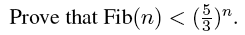 Prove that Fib(n) < (5/3)ⁿ.